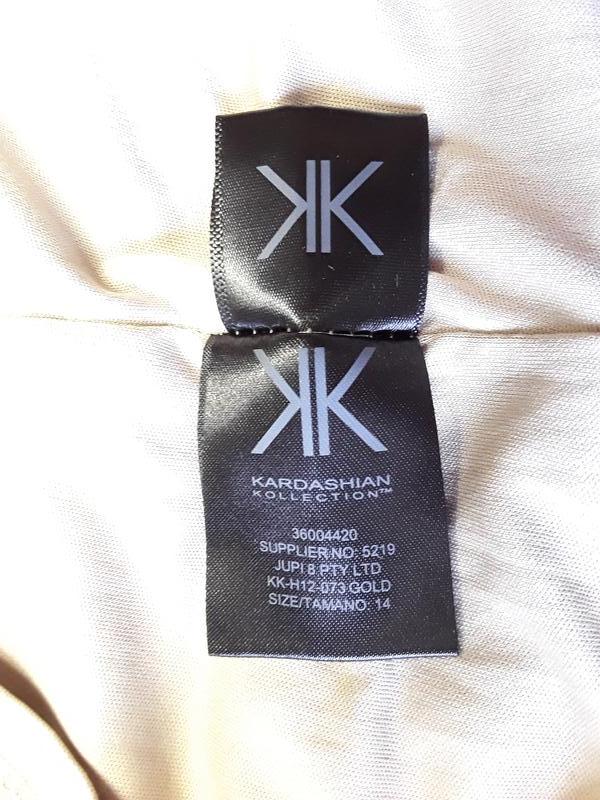 KK
KK
KARDASHIAN
KOLLECTION™
36004420
SUPPLIER NO: 5219
JUPI 8 PTY LTD
KK-H12-073 GOLD
SIZE/TAMANO: 14